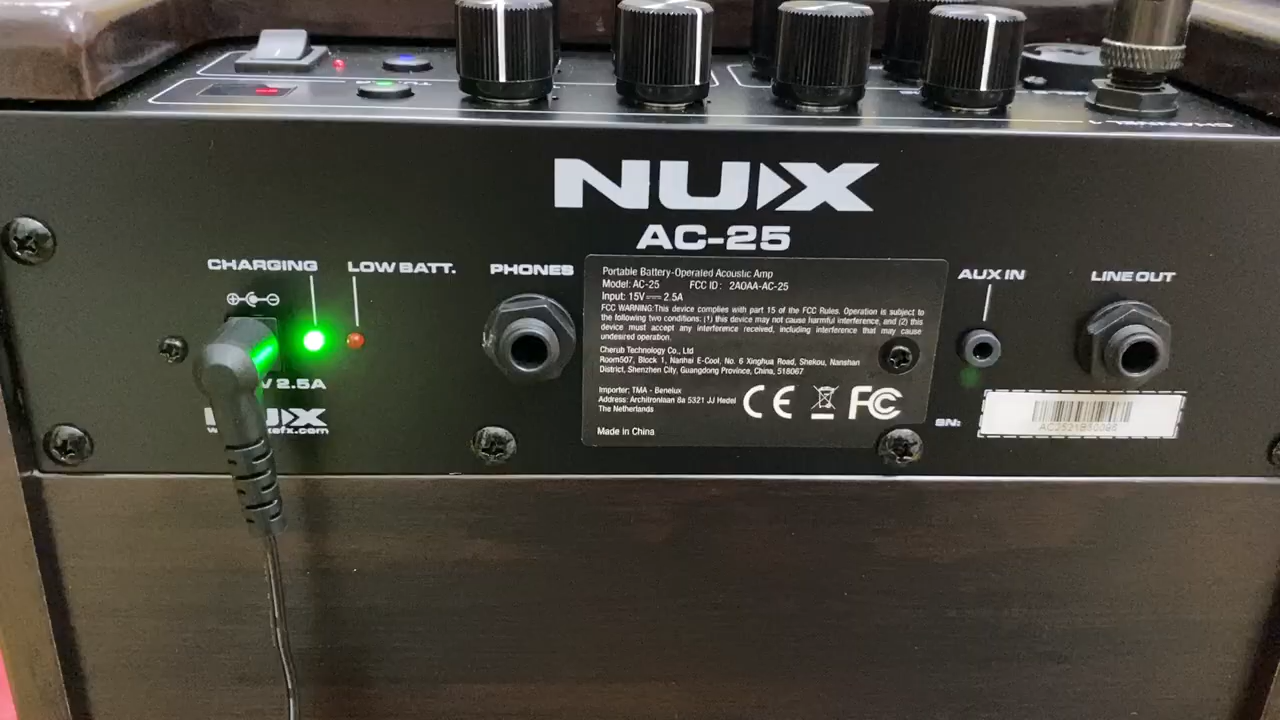 NUX
AC-25
CHARGING
LOW BATT.
PHONES
AUX IN
LINE OUT
V 2.5A
NUX
Portable Battery-Operated Acoustic Amp
Model: AC-25 FCC ID: 2AOAA-AC-25
Input: 15V⎓2.5A
FCC WARNING:This device complies with part 15 of the FCC Rules. Operation is subject to
the following two conditions: (1) this device may not cause harmful interference, and (2) this
device must accept any interference received, including interference that may cause
undesired operation.
Cherub Technology Co., Ltd
Room507, Block 1, Nanhai E-Cool, No. 6 Xinghua Road, Shekou, Nanshan
District, Shenzhen City, Guangdong Province, China, 518067
Importer: TMA - Benelux
Address: Architronlaan 8a 5321 JJ Hedel
The Netherlands
CE FC
Made in China
SN: